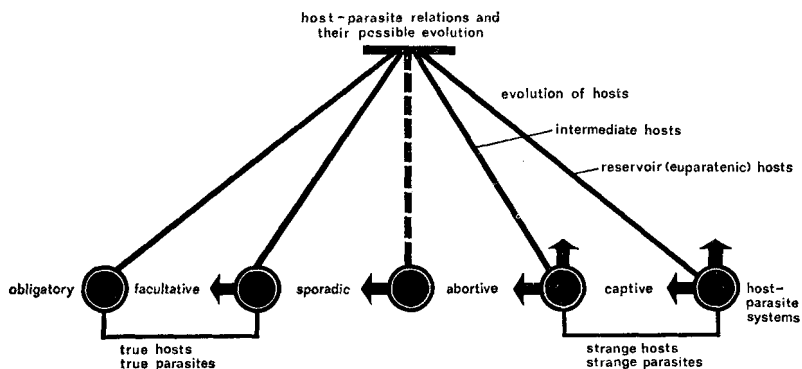 host-parasite relations and
their possible evolution
evolution of hosts
intermediate hosts
reservoir (euparatenic) hosts
obligatory
facultative
sporadic
abortive
captive
host-
parasite
systems
true hosts
true parasites
strange hosts
strange parasites